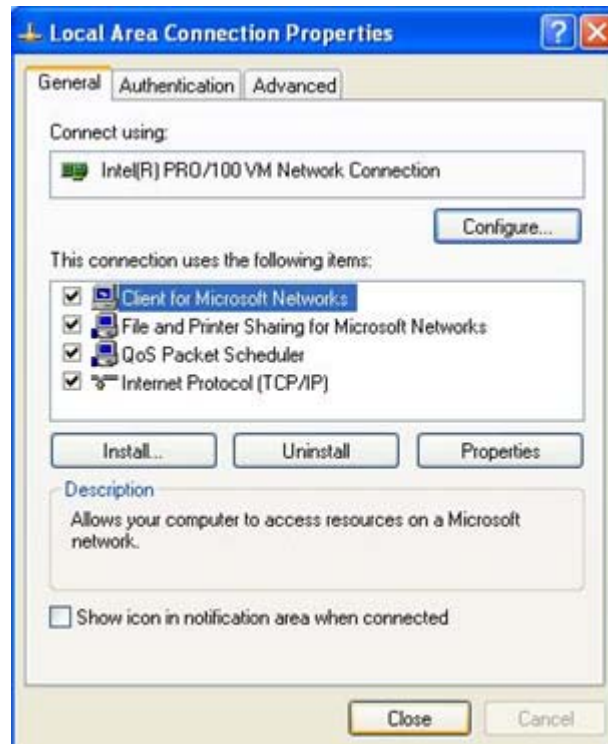 Local Area Connection Properties
General Authentication Advanced
Connect using:
Intel(R) PRO/100 VM Network Connection
Configure...
This connection uses the following items:
Client for Microsoft Networks
File and Printer Sharing for Microsoft Networks
QoS Packet Scheduler
Internet Protocol (TCP/IP)
Install... Uninstall Properties
Description
Allows your computer to access resources on a Microsoft
network.
Show icon in notification area when connected
Close Cancel